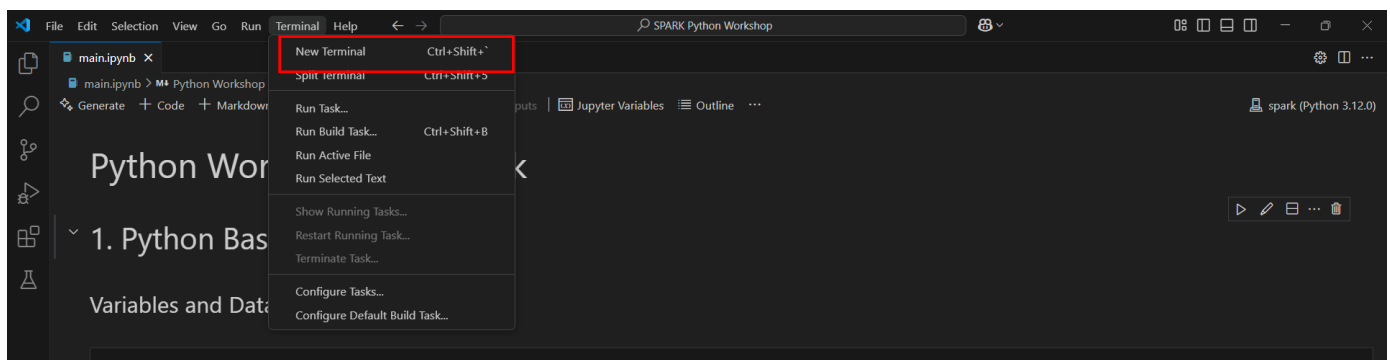 File Edit Selection View Go Run Terminal Help SPARK Python Workshop
main.ipynb
main.ipynb > M Python Workshop
Generate + Code + Markdown Jupyter Variables Outline ... spark (Python 3.12.0)
New Terminal Ctrl+Shift+`
Split Terminal Ctrl+Shift+5
Run Task...
Run Build Task... Ctrl+Shift+B
Run Active File
Run Selected Text
Show Running Tasks...
Restart Running Task...
Terminate Task...
Configure Tasks...
Configure Default Build Task...
Python Wor k
1. Python Bas
Variables and Data